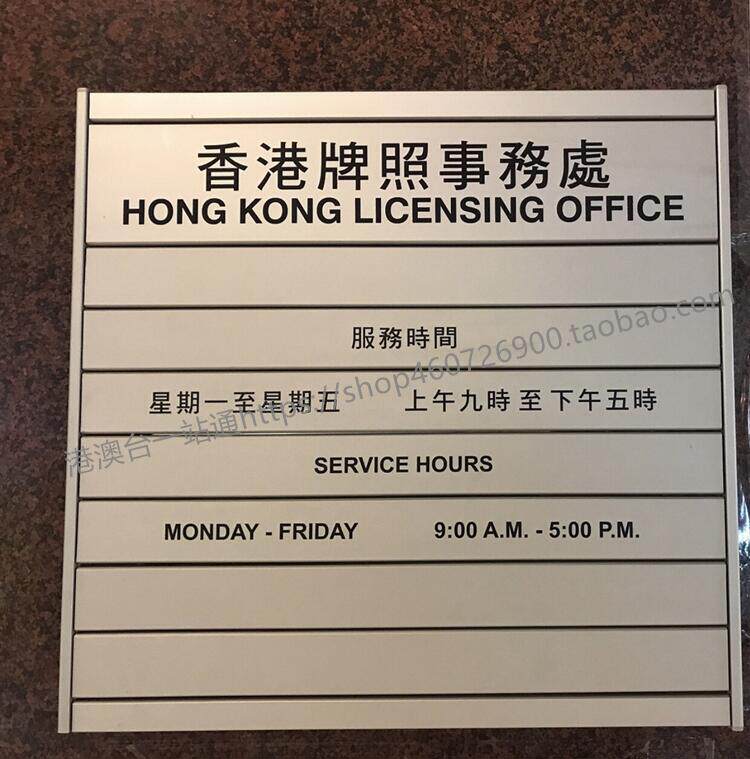 香港牌照事務處
HONG KONG LICENSING OFFICE
服務時間
星期一至星期五 上午九時至下午五時
SERVICE HOURS
MONDAY - FRIDAY 9:00 A.M. - 5:00 P.M.
港澳台一站通https://shop460726900.taobao.com